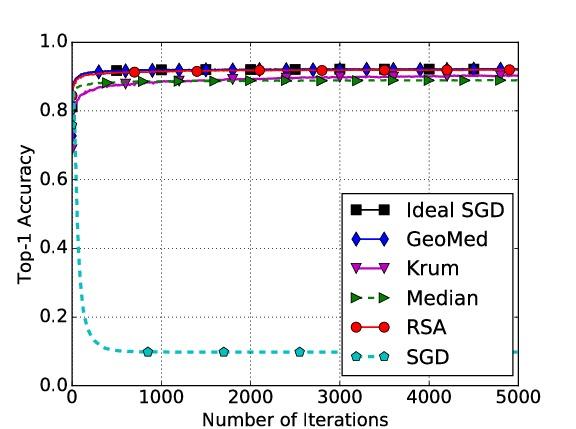 1.0
0.8
0.6
0.4
0.2
0.0
Top-1 Accuracy
Ideal SGD
GeoMed
Krum
Median
RSA
SGD
0 1000 2000 3000 4000 5000
Number of Iterations